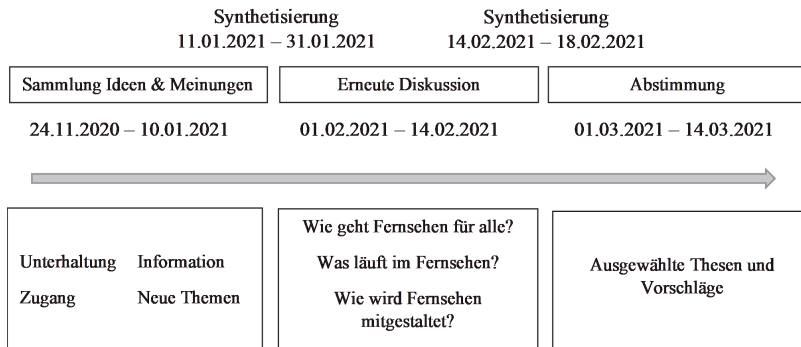 Synthetisierung
11.01.2021 – 31.01.2021
Synthetisierung
14.02.2021 – 18.02.2021
Sammlung Ideen & Meinungen
Erneute Diskussion
Abstimmung
24.11.2020 – 10.01.2021
01.02.2021 – 14.02.2021
01.03.2021 – 14.03.2021
Unterhaltung Information
Zugang Neue Themen
Wie geht Fernsehen für alle?
Was läuft im Fernsehen?
Wie wird Fernsehen
mitgestaltet?
Ausgewählte Thesen und
Vorschläge